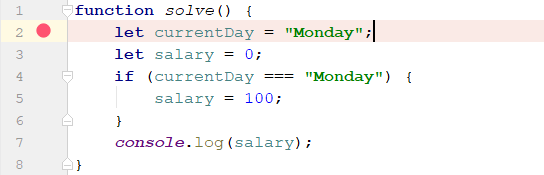 1 function solve() {
2 let currentDay = "Monday";
3 let salary = 0;
4 if (currentDay === "Monday") {
5 salary = 100;
6 }
7 console.log(salary);
8 }